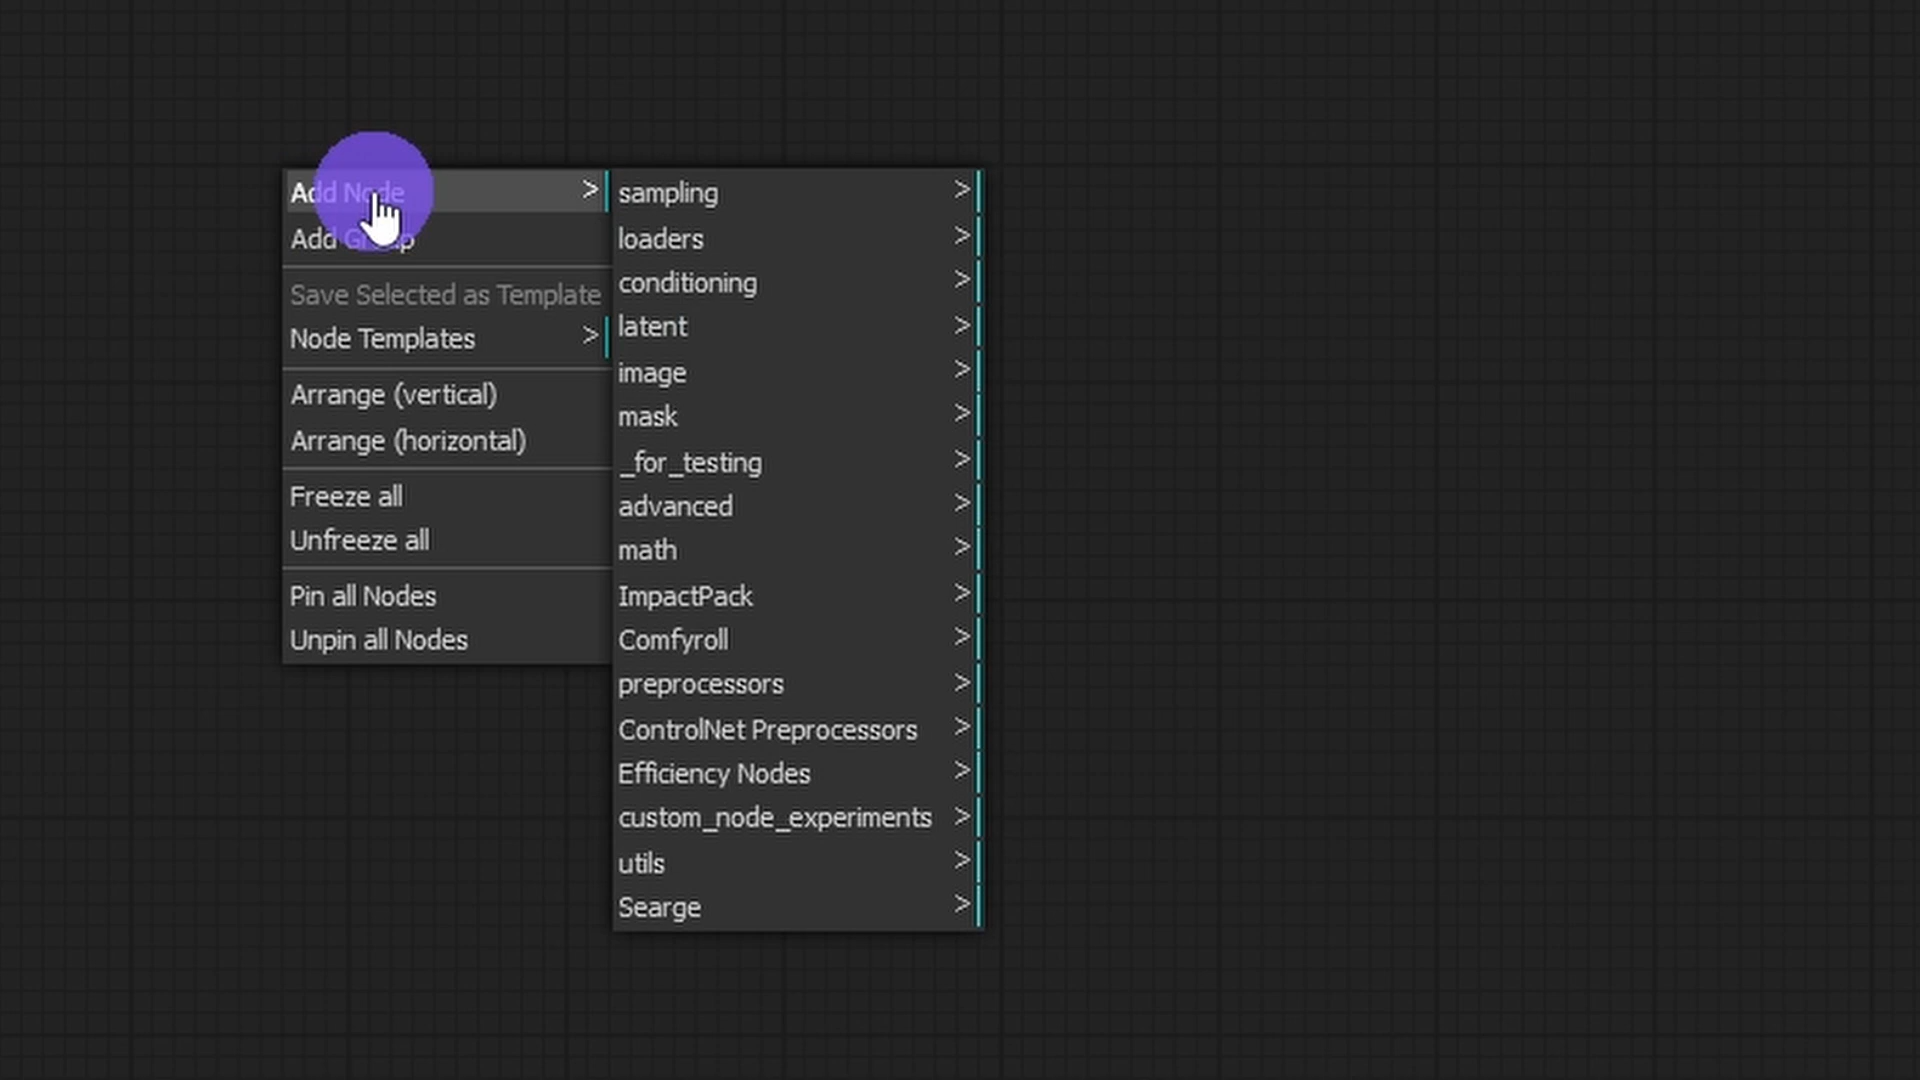 Add Node >
Add Group
Save Selected as Template
Node Templates >
Arrange (vertical)
Arrange (horizontal)
Freeze all
Unfreeze all
Pin all Nodes
Unpin all Nodes
sampling >
loaders >
conditioning >
latent >
image >
mask >
_for_testing >
advanced >
math >
ImpactPack >
Comfyroll >
preprocessors >
ControlNet Preprocessors >
Efficiency Nodes >
custom_node_experiments >
utils >
Searge >